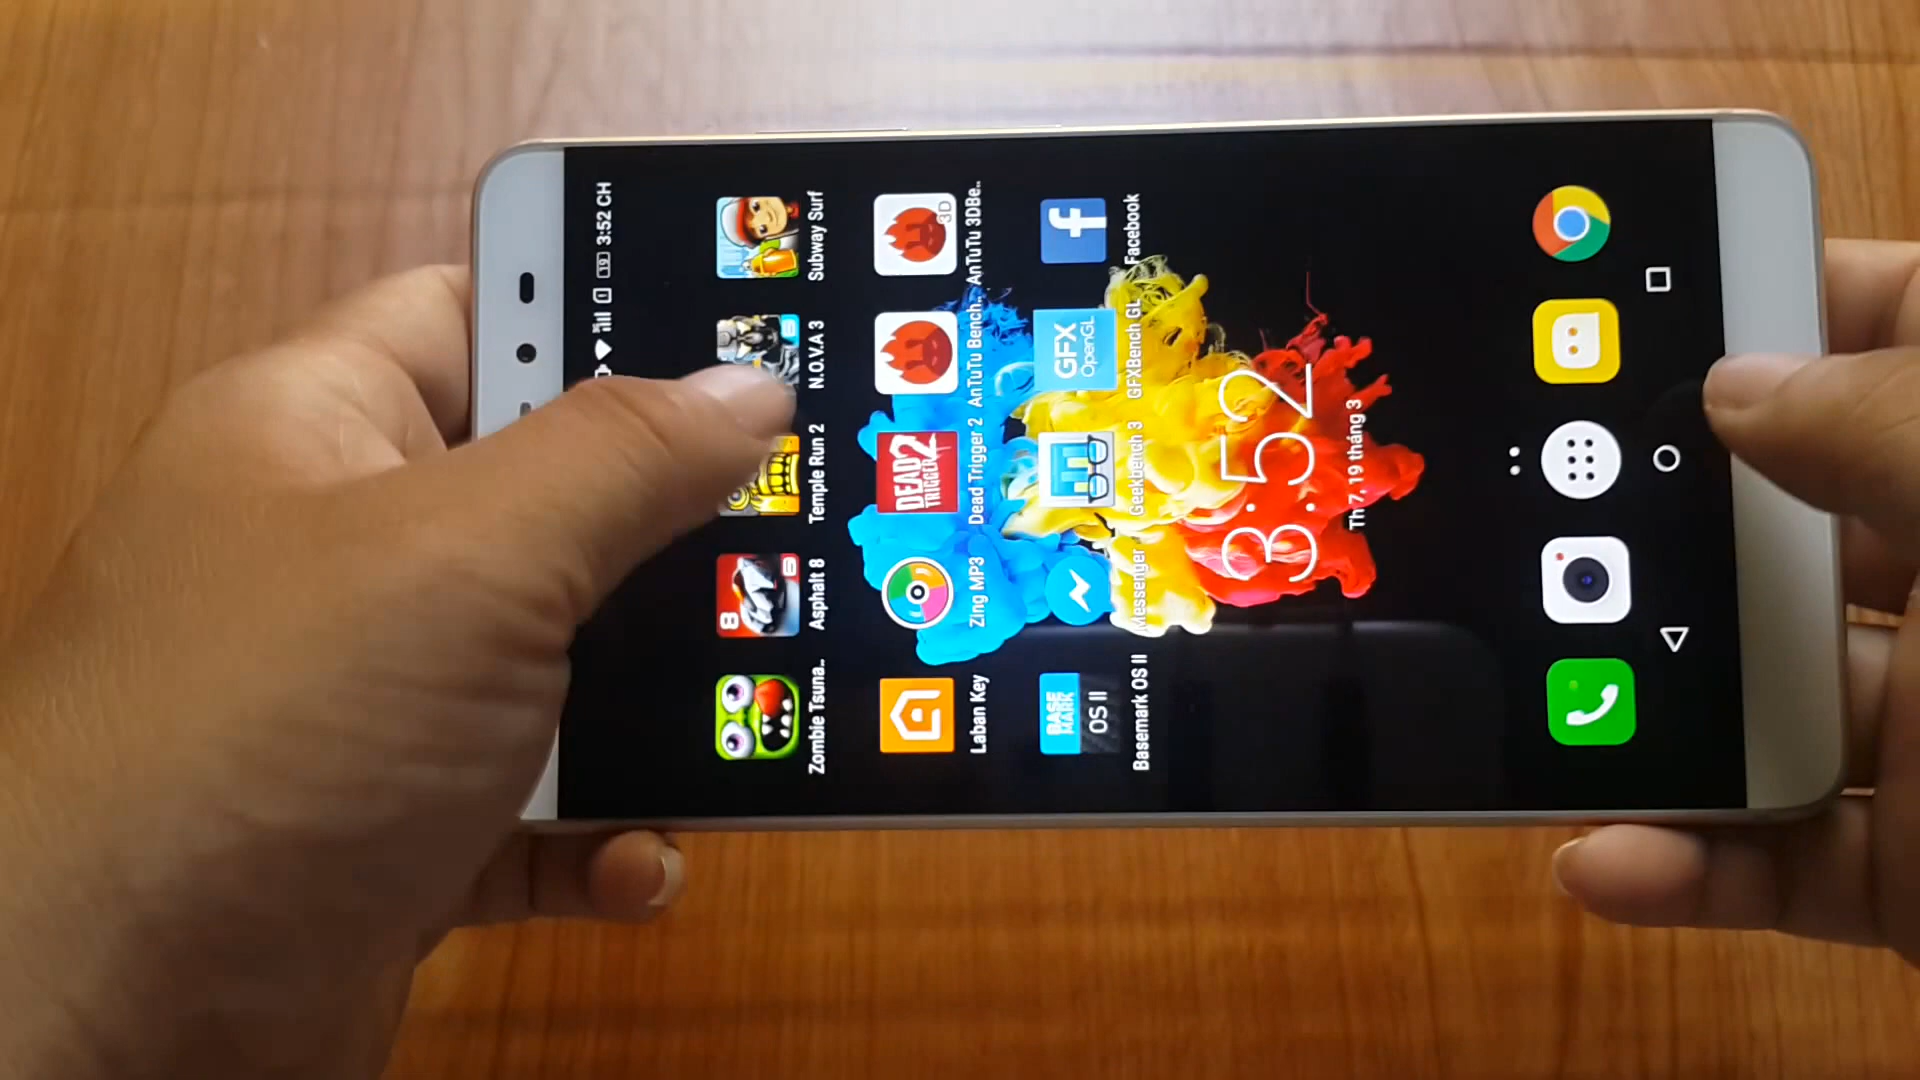 19 3:52 CH
Zombie Tsuna.. Asphalt 8 Temple Run 2 N.O.V.A 3 Subway Surf
DEAD
TRIGGER 2
3D
Laban Key Zing MP3 Dead Trigger 2 AnTuTu Bench.. AnTuTu 3DBe..
BASE
MARK
OS II
GFX
OpenGL
Basemark OS II Messenger Geekbench 3 GFXBench GL Facebook
3:52
Th 7, 19 tháng 3